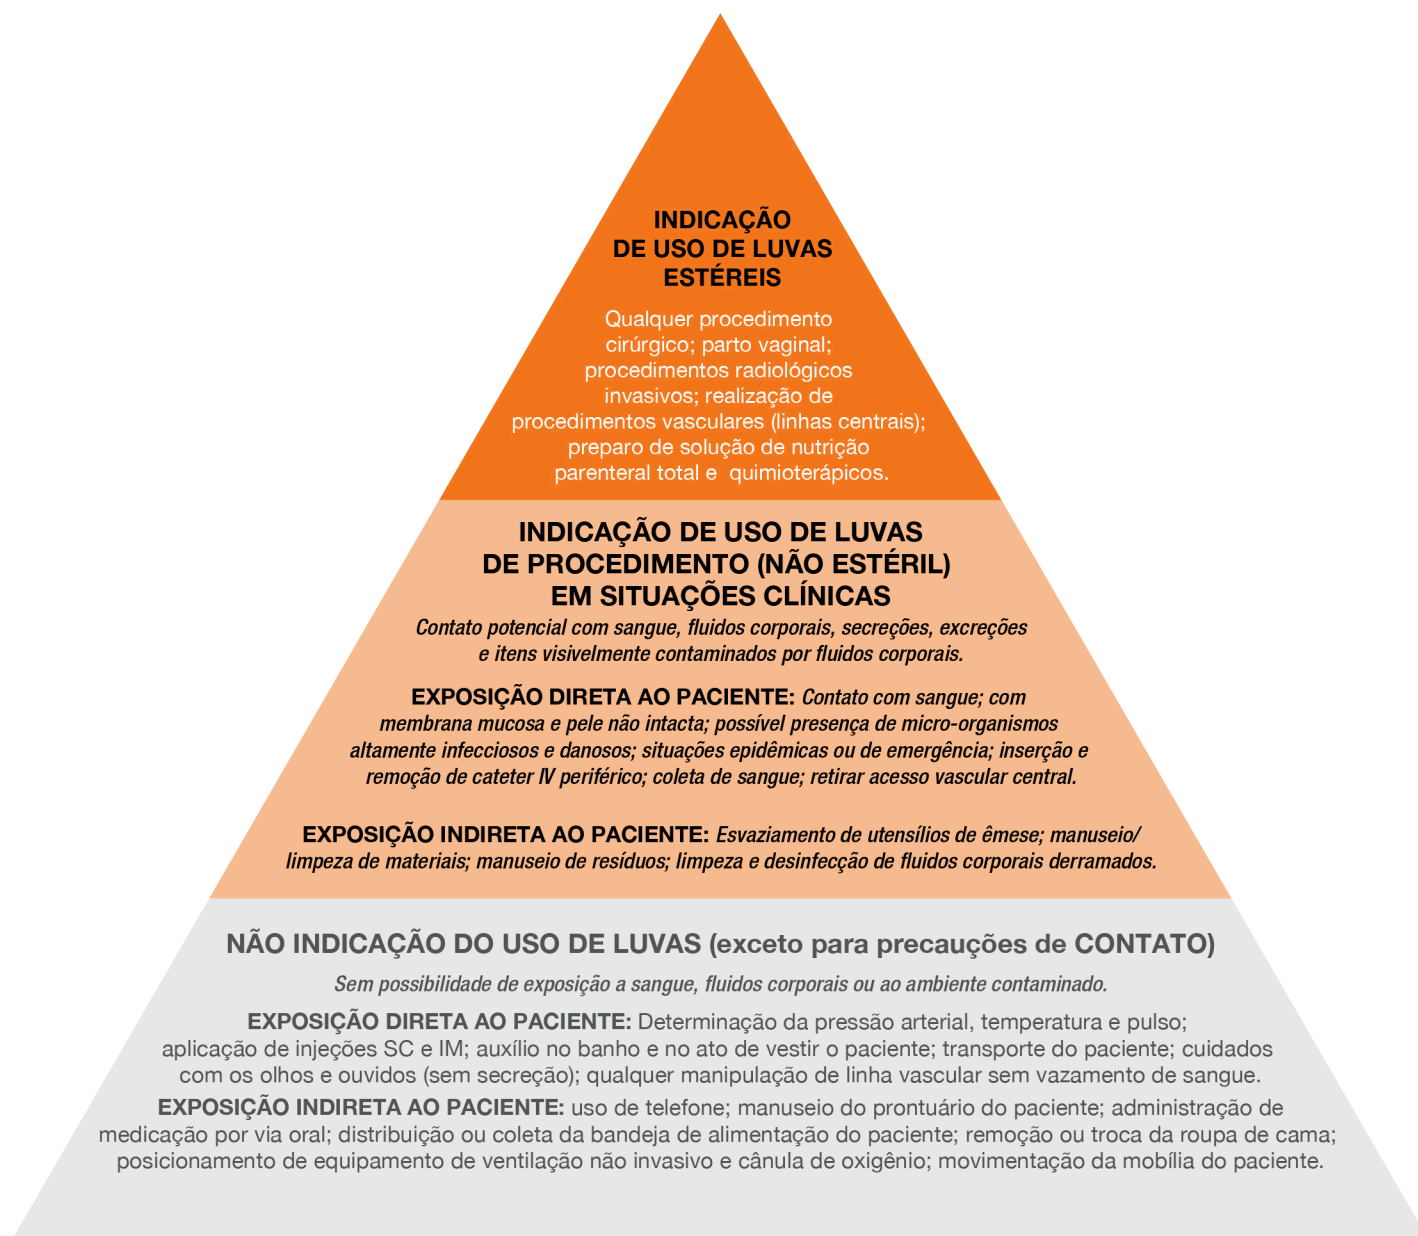 INDICAÇÃO
DE USO DE LUVAS
ESTÉREIS
Qualquer procedimento
cirúrgico; parto vaginal;
procedimentos radiológicos
invasivos; realização de
procedimentos vasculares (linhas centrais);
preparo de solução de nutrição
parenteral total e quimioterápicos.
INDICAÇÃO DE USO DE LUVAS
DE PROCEDIMENTO (NÃO ESTÉRIL)
EM SITUAÇÕES CLÍNICAS
Contato potencial com sangue, fluidos corporais, secreções, excreções
e itens visivelmente contaminados por fluidos corporais.
EXPOSIÇÃO DIRETA AO PACIENTE: Contato com sangue; com
membrana mucosa e pele não intacta; possível presença de micro-organismos
altamente infecciosos e danosos; situações epidêmicas ou de emergência; inserção e
remoção de cateter IV periférico; coleta de sangue; retirar acesso vascular central.
EXPOSIÇÃO INDIRETA AO PACIENTE: Esvaziamento de utensílios de êmese; manuseio/
limpeza de materiais; manuseio de resíduos; limpeza e desinfecção de fluidos corporais derramados.
NÃO INDICAÇÃO DO USO DE LUVAS (exceto para precauções de CONTATO)
Sem possibilidade de exposição a sangue, fluidos corporais ou ao ambiente contaminado.
EXPOSIÇÃO DIRETA AO PACIENTE: Determinação da pressão arterial, temperatura e pulso;
aplicação de injeções SC e IM; auxílio no banho e no ato de vestir o paciente; transporte do paciente; cuidados
com os olhos e ouvidos (sem secreção); qualquer manipulação de linha vascular sem vazamento de sangue.
EXPOSIÇÃO INDIRETA AO PACIENTE: uso de telefone; manuseio do prontuário do paciente; administração de
medicação por via oral; distribuição ou coleta da bandeja de alimentação do paciente; remoção ou troca da roupa de cama;
posicionamento de equipamento de ventilação não invasivo e cânula de oxigênio; movimentação da mobília do paciente.